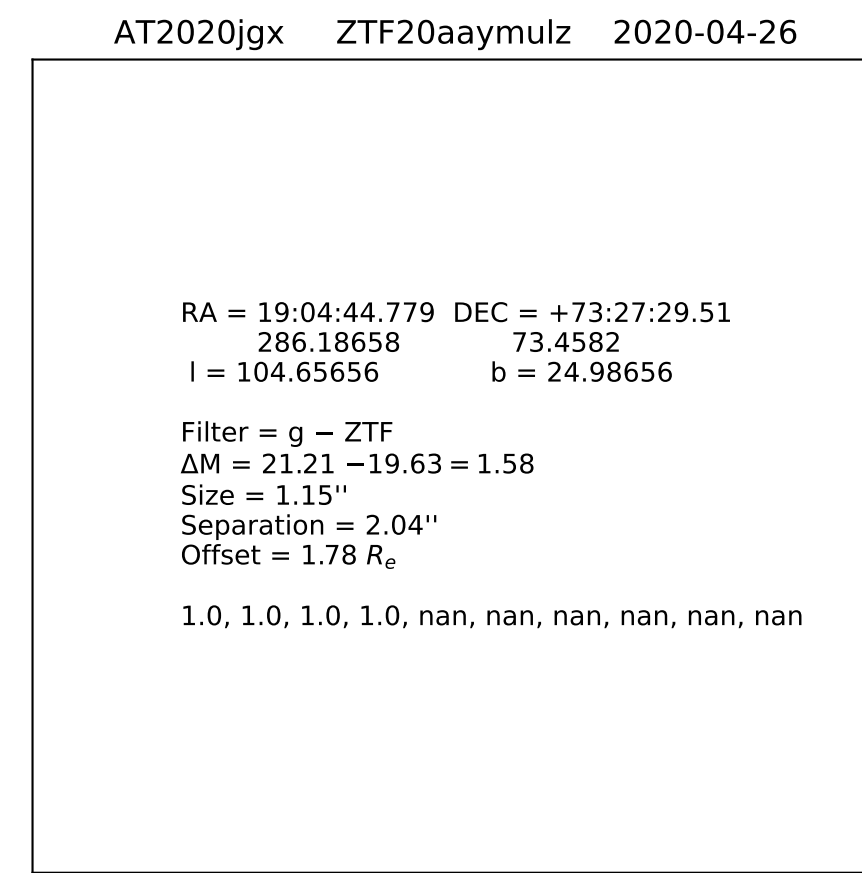 AT2020jgx ZTF20aaymulz 2020-04-26
RA = 19:04:44.779 DEC = +73:27:29.51
286.18658 73.4582
l = 104.65656 b = 24.98656
Filter = g − ZTF
ΔM = 21.21 −19.63 = 1.58
Size = 1.15''
Separation = 2.04''
Offset = 1.78 Rₑ
1.0, 1.0, 1.0, 1.0, nan, nan, nan, nan, nan, nan